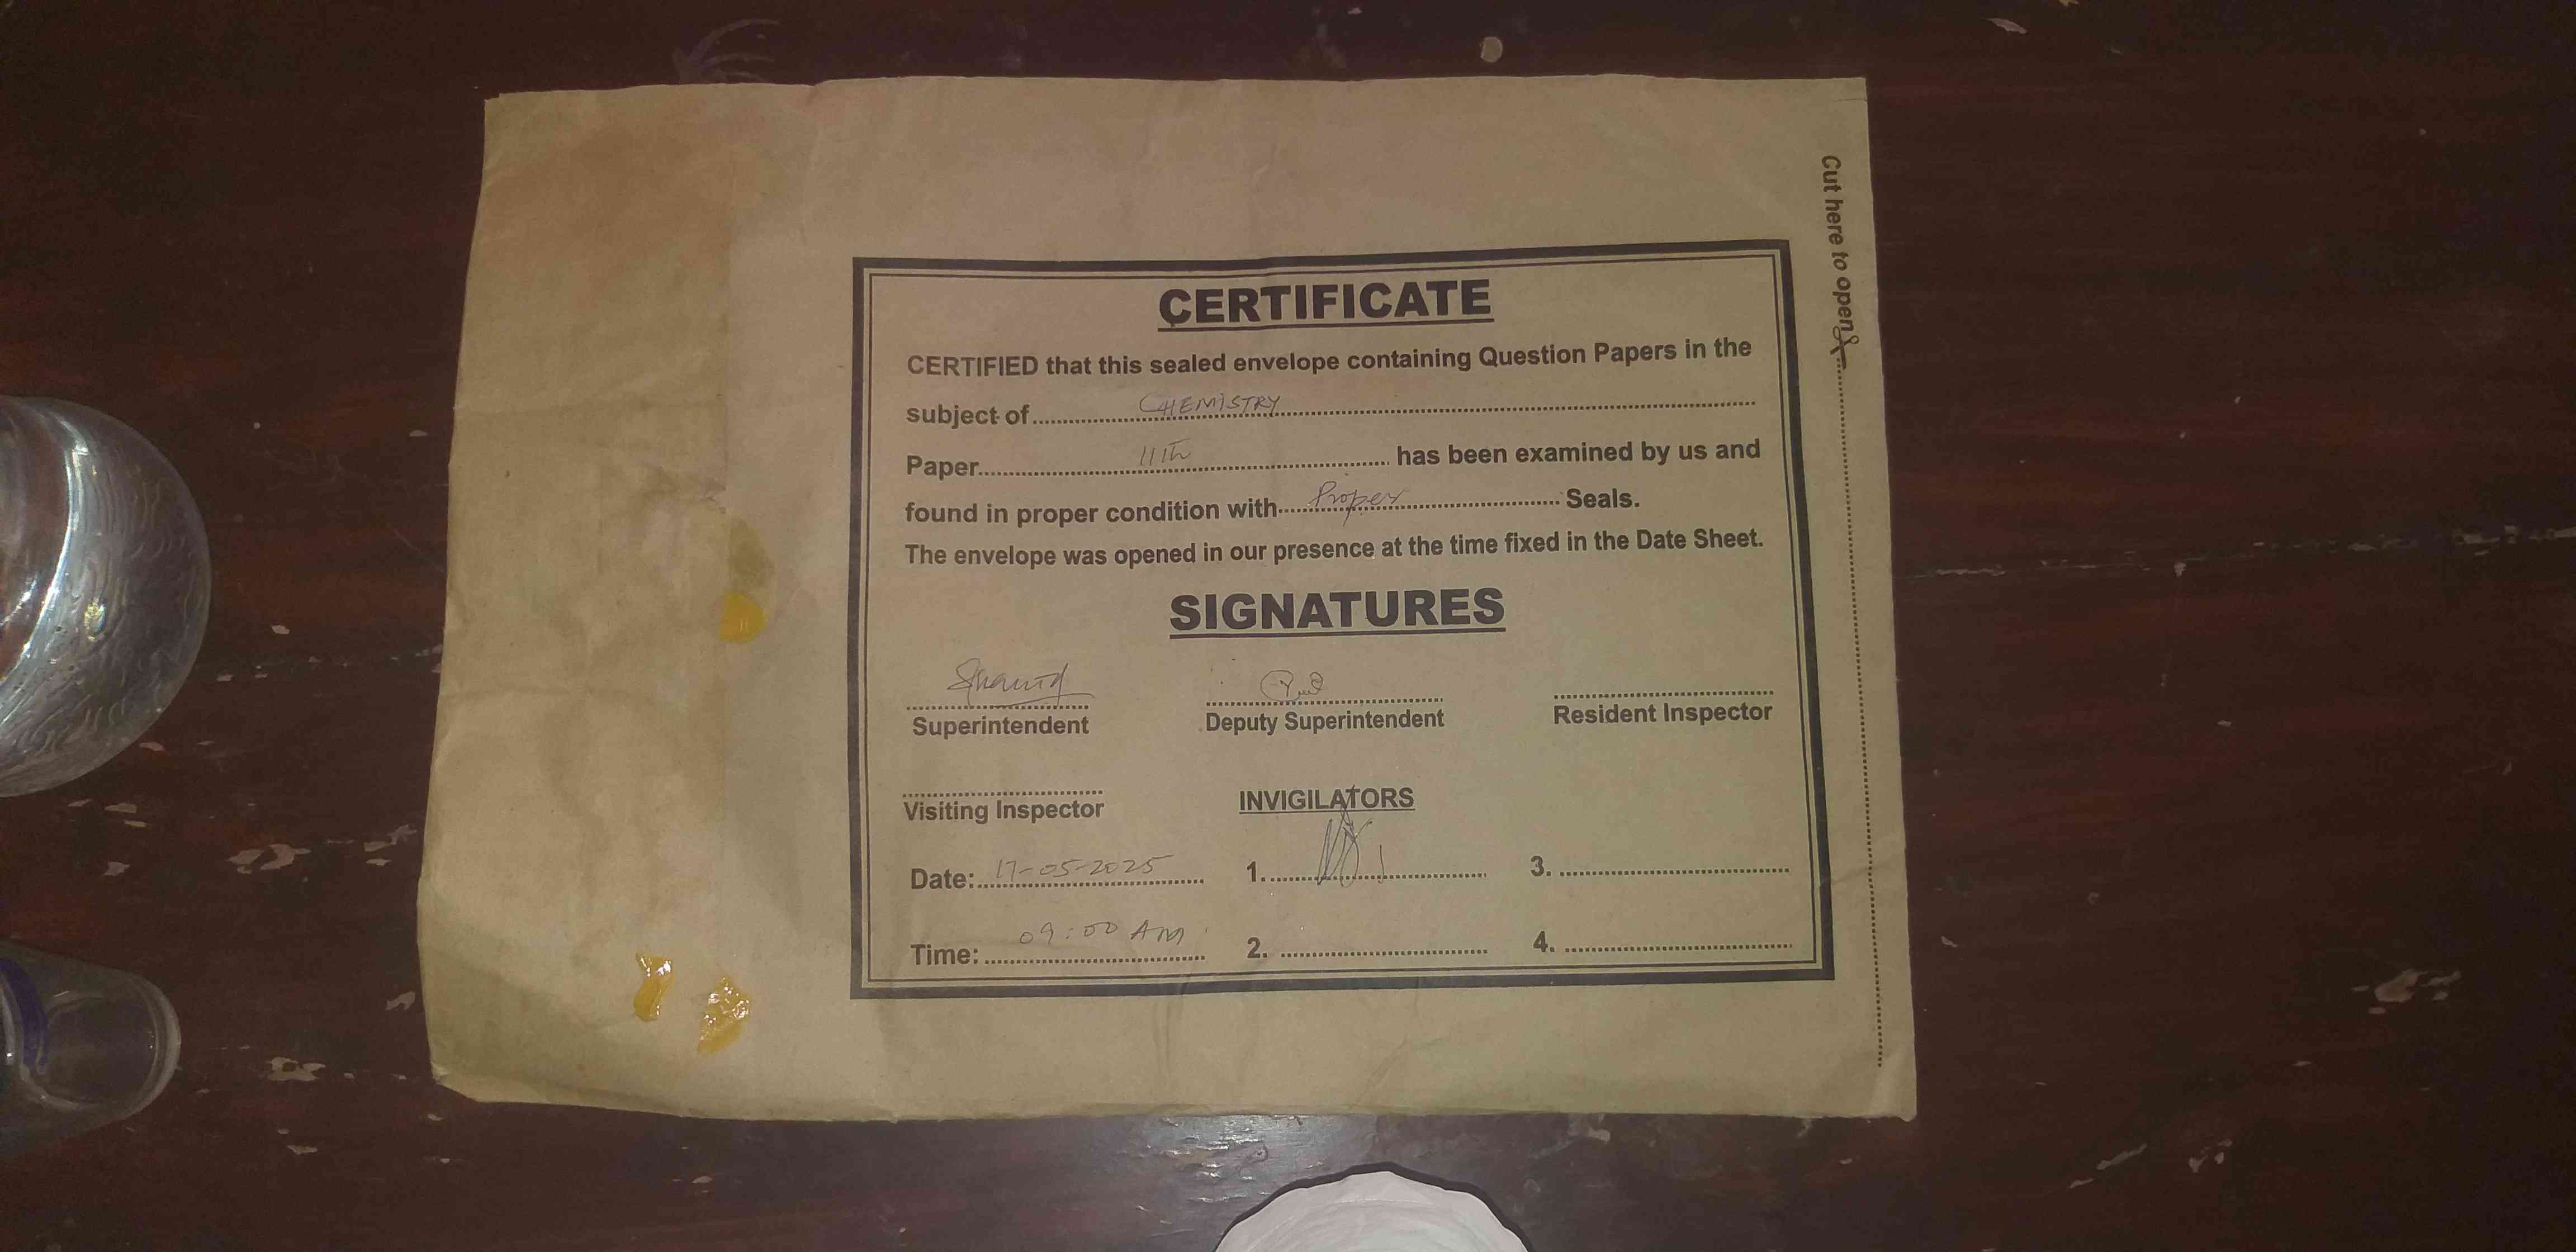 Cut here to open
CERTIFICATE
CERTIFIED that this sealed envelope containing Question Papers in the
subject of CHEMISTRY
Paper 11th has been examined by us and
found in proper condition with Proper Seals.
The envelope was opened in our presence at the time fixed in the Date Sheet.
SIGNATURES
Superintendent Deputy Superintendent Resident Inspector
Visiting Inspector INVIGILATORS
Date: 17-05-2025 1. 3.
Time: 09:00 AM 2. 4.